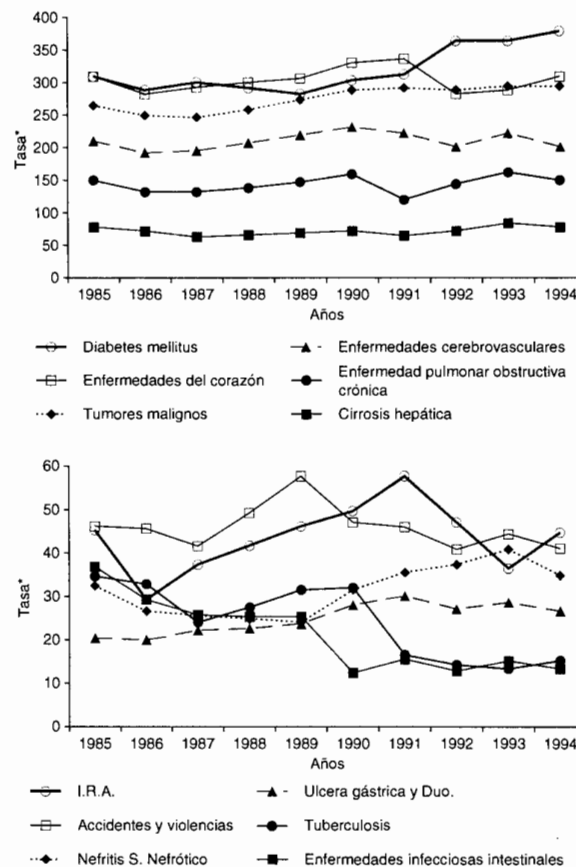 400
350
300
250
200
150
100
50
0
Tasa*
1985 1986 1987 1988 1989 1990 1991 1992 1993 1994
Años
Diabetes mellitus
Enfermedades cerebrovasculares
Enfermedades del corazón
Enfermedad pulmonar obstructiva
crónica
Tumores malignos
Cirrosis hepática
60
50
40
30
20
10
0
Tasa*
1985 1986 1987 1988 1989 1990 1991 1992 1993 1994
Años
I.R.A.
Ulcera gástrica y Duo.
Accidentes y violencias
Tuberculosis
Nefritis S. Nefrótico
Enfermedades infecciosas intestinales